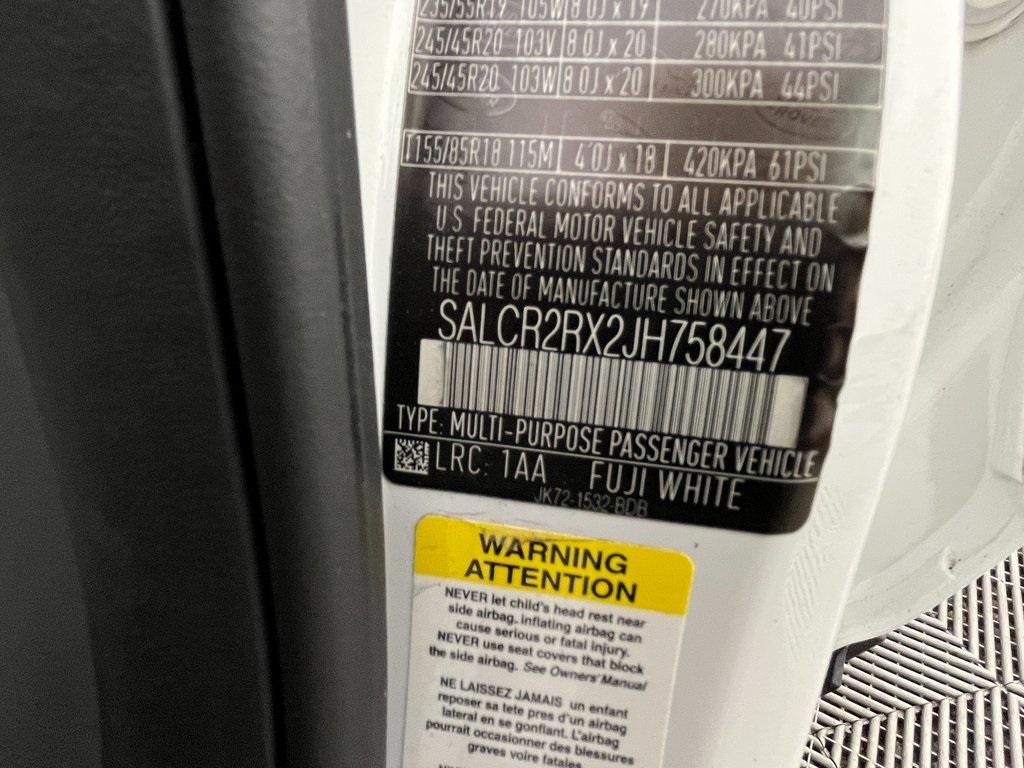 235/55R19 105W 8.0J x 19 270KPA 40PSI
245/45R20 103V 8.0J x 20 280KPA 41PSI
245/45R20 103W 8.0J x 20 300KPA 44PSI
T155/85R18 115M 4.0J x 18 420KPA 61PSI
THIS VEHICLE CONFORMS TO ALL APPLICABLE
U.S. FEDERAL MOTOR VEHICLE SAFETY AND
THEFT PREVENTION STANDARDS IN EFFECT ON
THE DATE OF MANUFACTURE SHOWN ABOVE
SALCR2RX2JH758447
TYPE: MULTI-PURPOSE PASSENGER VEHICLE
LRC: 1AA FUJI WHITE
JK72-1532-BDB
WARNING
ATTENTION
NEVER let child's head rest near
side airbag. inflating airbag can
cause serious or fatal injury.
NEVER use seat covers that block
the side airbag. See Owners' Manual
NE LAISSEZ JAMAIS un enfant
reposer sa tete pres d'un airbag
lateral en se gonflant. L'airbag
pourrait occasionner des blessures
graves voire fatales.